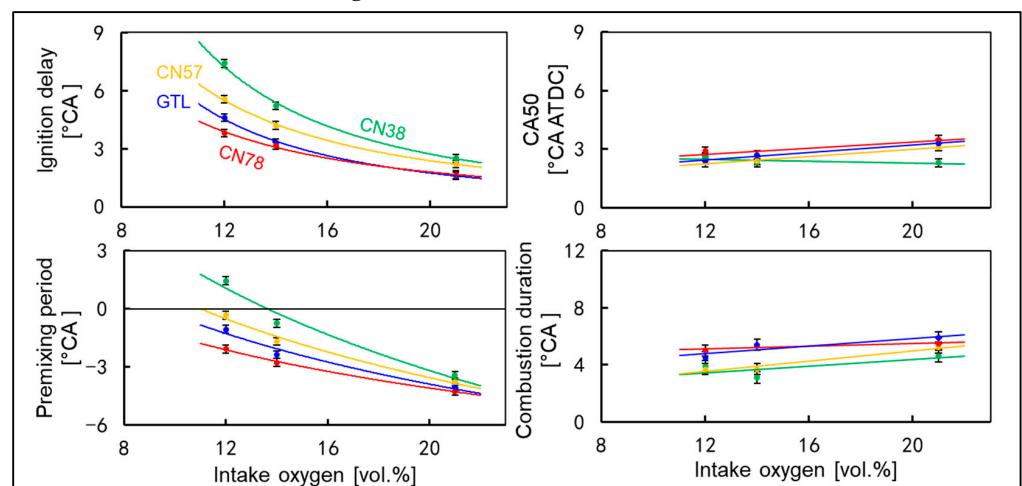 Ignition delay
[°CA ]
9
6
3
0
8
12
16
20
CN57
GTL
CN38
CN78
CA50
[°CA ATDC]
9
6
3
0
8
12
16
20
Premixing period
[°CA]
3
0
−3
−6
8
12
16
20
Intake oxygen [vol.%]
Combustion duration
[°CA]
12
8
4
0
8
12
16
20
Intake oxygen [vol.%]